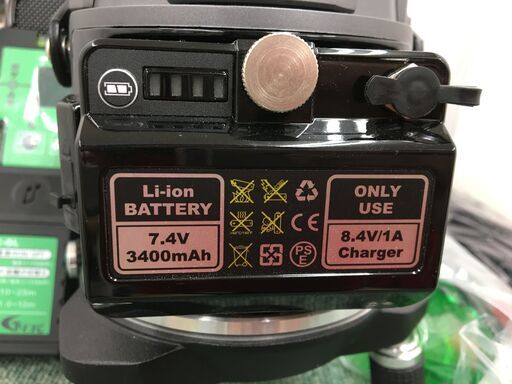 Li-ion
BATTERY
7.4V
3400mAh
CE
PS
E
ONLY
USE
8.4V/1A
Charger